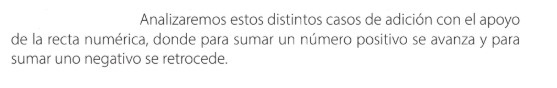 Analizaremos estos distintos casos de adición con el apoyo
de la recta numérica, donde para sumar un número positivo se avanza y para
sumar uno negativo se retrocede.